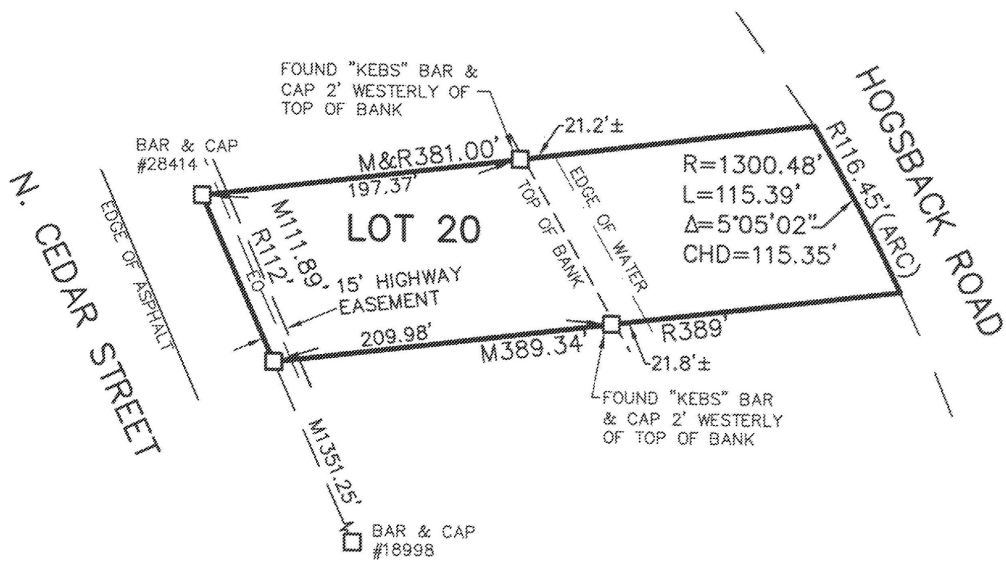 FOUND "KEBS" BAR &
CAP 2' WESTERLY OF
TOP OF BANK
21.2'±
HOGSBACK ROAD
BAR & CAP
#28414
M&R381.00'
197.37'
R116.45'(ARC)
R=1300.48'
L=115.39'
Δ=5°05'02"
CHD=115.35'
N. CEDAR STREET
EDGE OF ASPHALT
M111.89'
R112'
LOT 20
TOP OF BANK
EDGE OF WATER
15' HIGHWAY
EASEMENT
209.98'
M389.34'
R389'
21.8'±
FOUND "KEBS" BAR
& CAP 2' WESTERLY
OF TOP OF BANK
M1351.25'
BAR & CAP
#18998